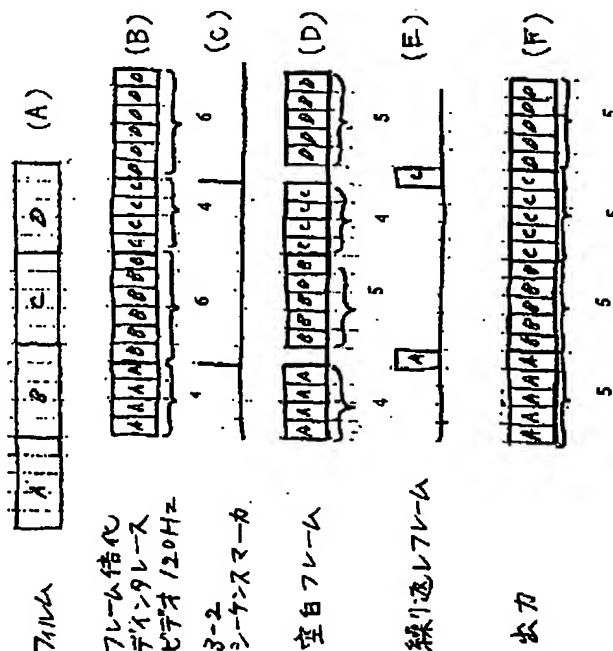 フィルム A B C D (A)
フレーム倍化
デインタレース
ビデオ 120Hz
A A A A B B B B B B C C C C D D D D D D (B)
4 6 4 6
3-2
シーケンスマーカ
(C)
空白フレーム A A A A B B B B B C C C C D D D D D (D)
4 5 4 5
繰り返しフレーム A C (E)
出力 A A A A A B B B B B C C C C C D D D D D (F)
5 5 5 5